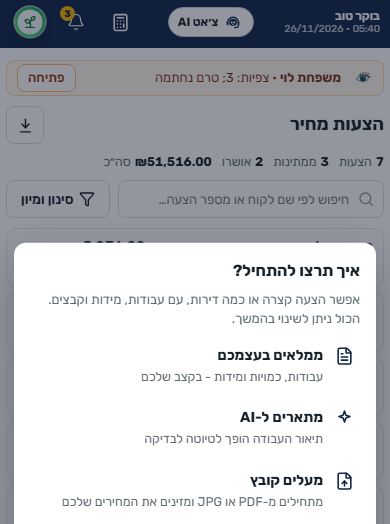 בוקר טוב
05:40 • 26/11/2026
צ׳אט AI
3
משפחת לוי • צפיות: 3; טרם נחתמה
פתיחה
הצעות מחיר
7 הצעות 3 ממתינות 2 אושרו ₪51,516.00 סה״כ
חיפוש לפי שם לקוח או מספר הצעה...
סינון ומיון
איך תרצו להתחיל?
אפשר הצעה קצרה או כמה דירות, עם עבודות, מידות וקבצים.
הכול ניתן לשינוי בהמשך.
ממלאים בעצמכם
עבודות, כמויות ומידות - בקצב שלכם
מתארים ל-AI
תיאור העבודה הופך לטיוטה לבדיקה
מעלים קובץ
מתחילים מ-PDF או JPG ומזינים את המחירים שלכם